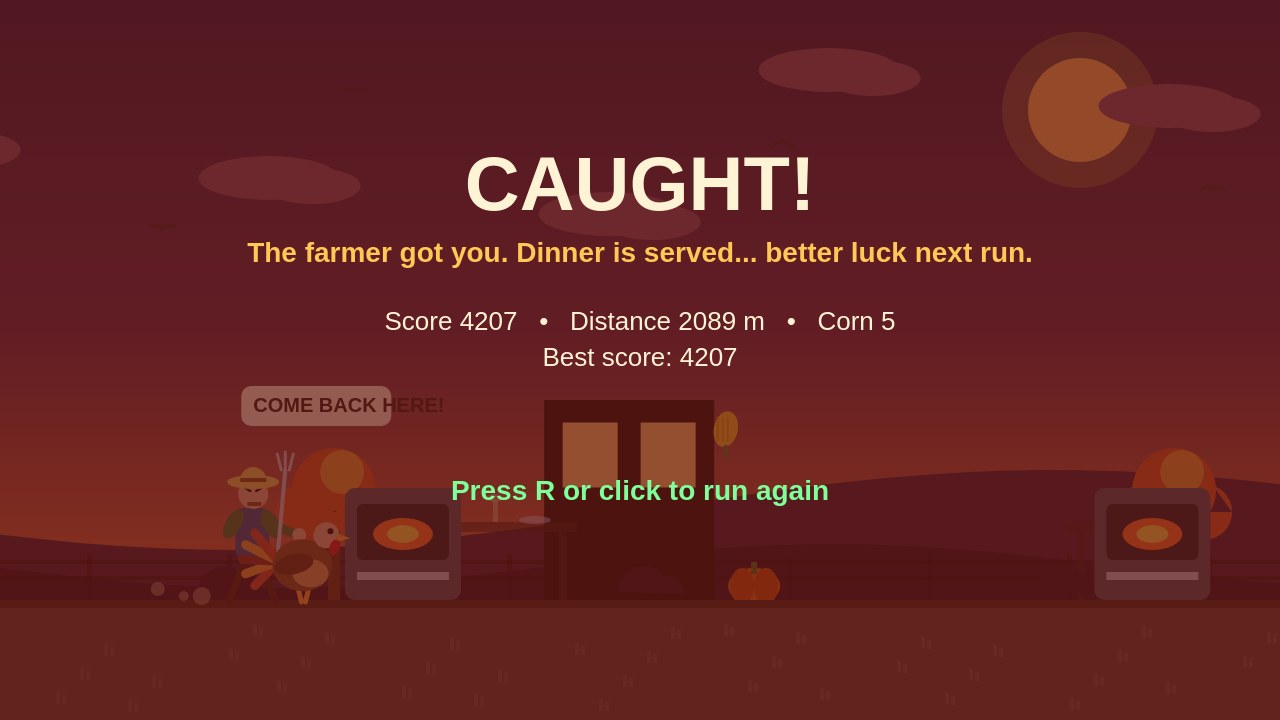 CAUGHT!
The farmer got you. Dinner is served... better luck next run.
Score 4207 • Distance 2089 m • Corn 5
Best score: 4207
COME BACK HERE!
Press R or click to run again